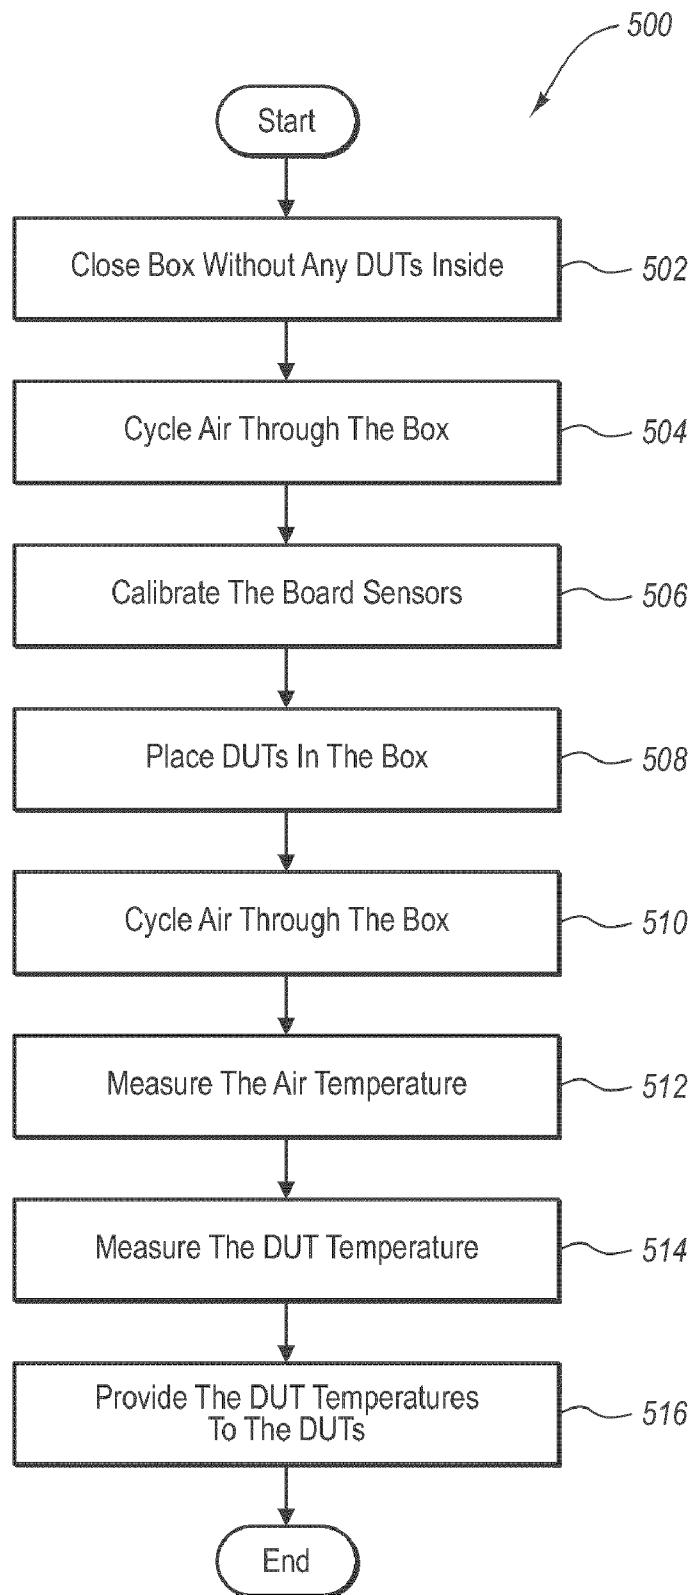 500
Start
Close Box Without Any DUTs Inside
502
Cycle Air Through The Box
504
Calibrate The Board Sensors
506
Place DUTs In The Box
508
Cycle Air Through The Box
510
Measure The Air Temperature
512
Measure The DUT Temperature
514
Provide The DUT Temperatures
To The DUTs
516
End